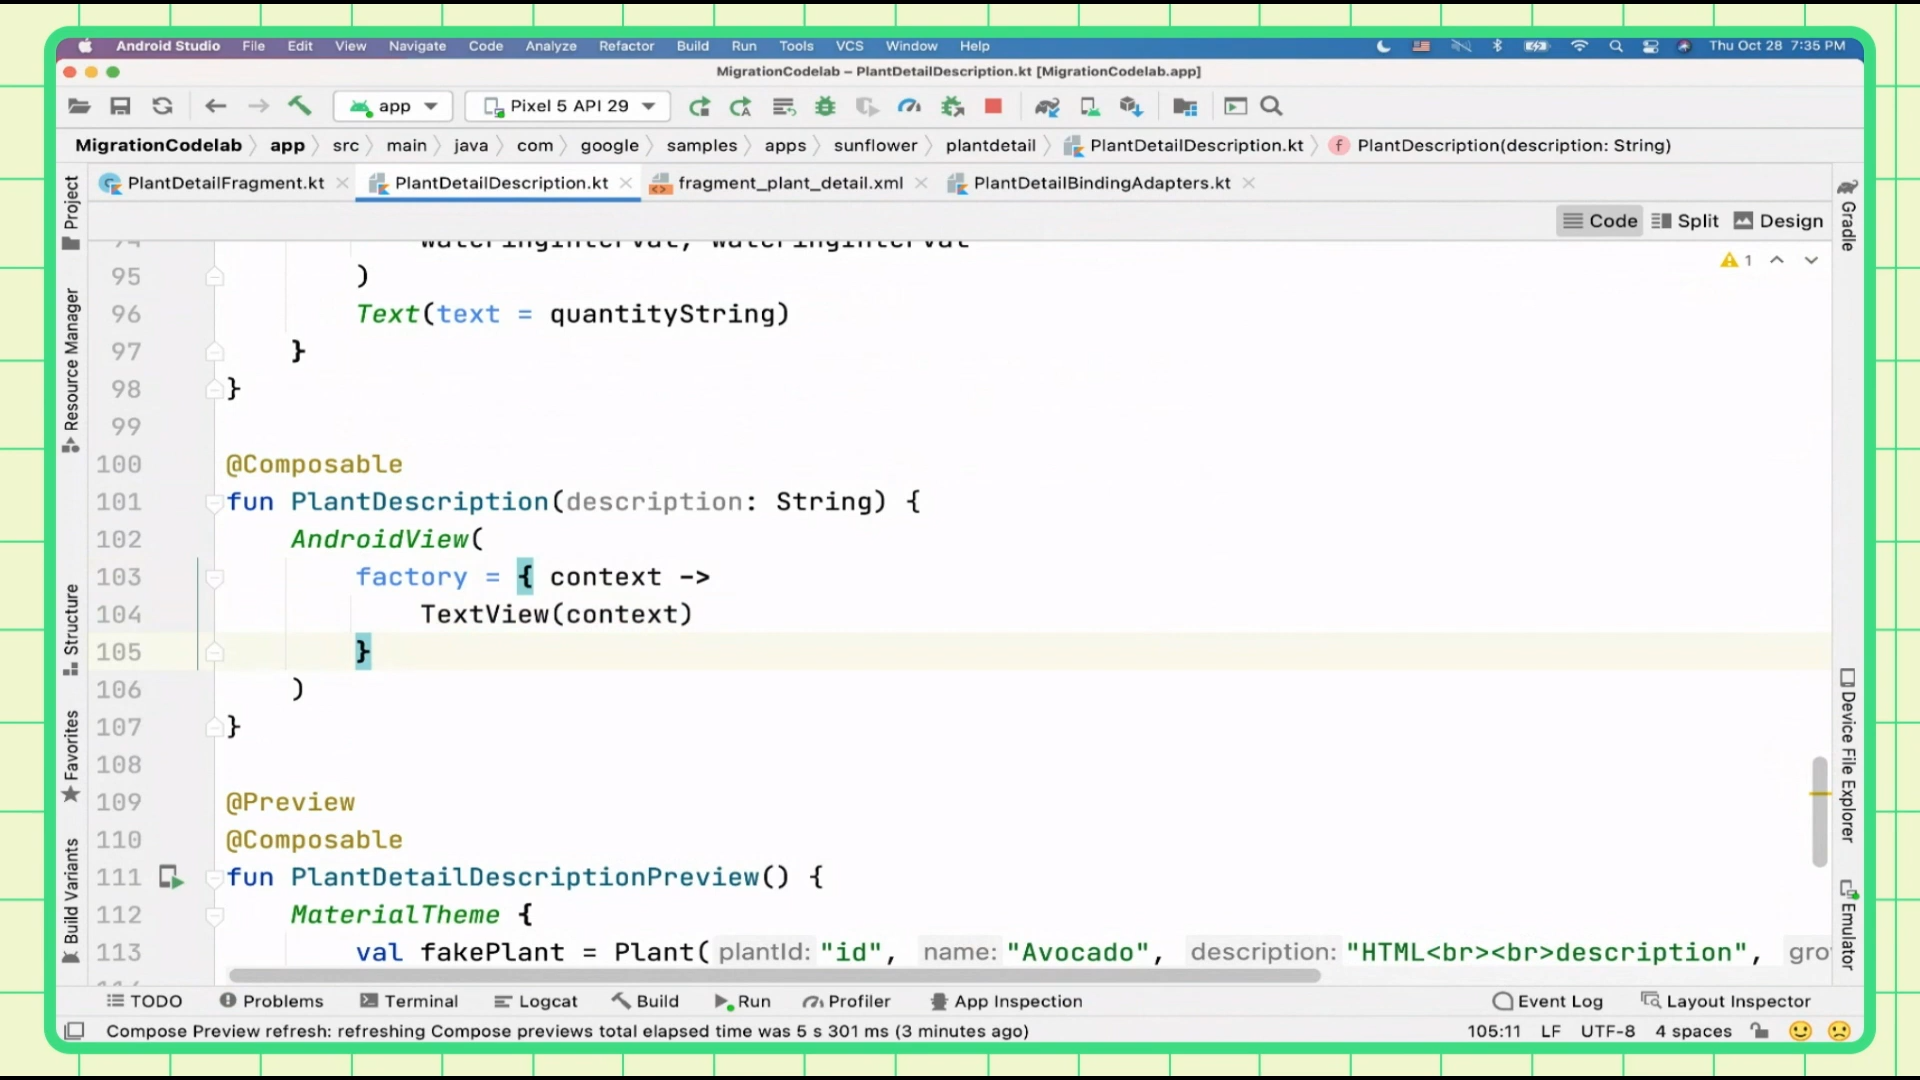 Android Studio File Edit View Navigate Code Analyze Refactor Build Run Tools VCS Window Help Thu Oct 28 7:35 PM
MigrationCodelab – PlantDetailDescription.kt [MigrationCodelab.app]
app Pixel 5 API 29
MigrationCodelab app src main java com google samples apps sunflower plantdetail PlantDetailDescription.kt f PlantDescription(description: String)
PlantDetailFragment.kt PlantDetailDescription.kt fragment_plant_detail.xml PlantDetailBindingAdapters.kt
Code Split Design
Project
Resource Manager
Structure
Favorites
Build Variants
Gradle
Device File Explorer
Emulator
1
94 wateringInterval, wateringInterval
95 )
96 Text(text = quantityString)
97 }
98 }
99
100 @Composable
101 fun PlantDescription(description: String) {
102 AndroidView(
103 factory = { context ->
104 TextView(context)
105 }
106 )
107 }
108
109 @Preview
110 @Composable
111 fun PlantDetailDescriptionPreview() {
112 MaterialTheme {
113 val fakePlant = Plant( plantId: "id", name: "Avocado", description: "HTML<br><br>description", gro
TODO Problems Terminal Logcat Build Run Profiler App Inspection Event Log Layout Inspector
Compose Preview refresh: refreshing Compose previews total elapsed time was 5 s 301 ms (3 minutes ago) 105:11 LF UTF-8 4 spaces